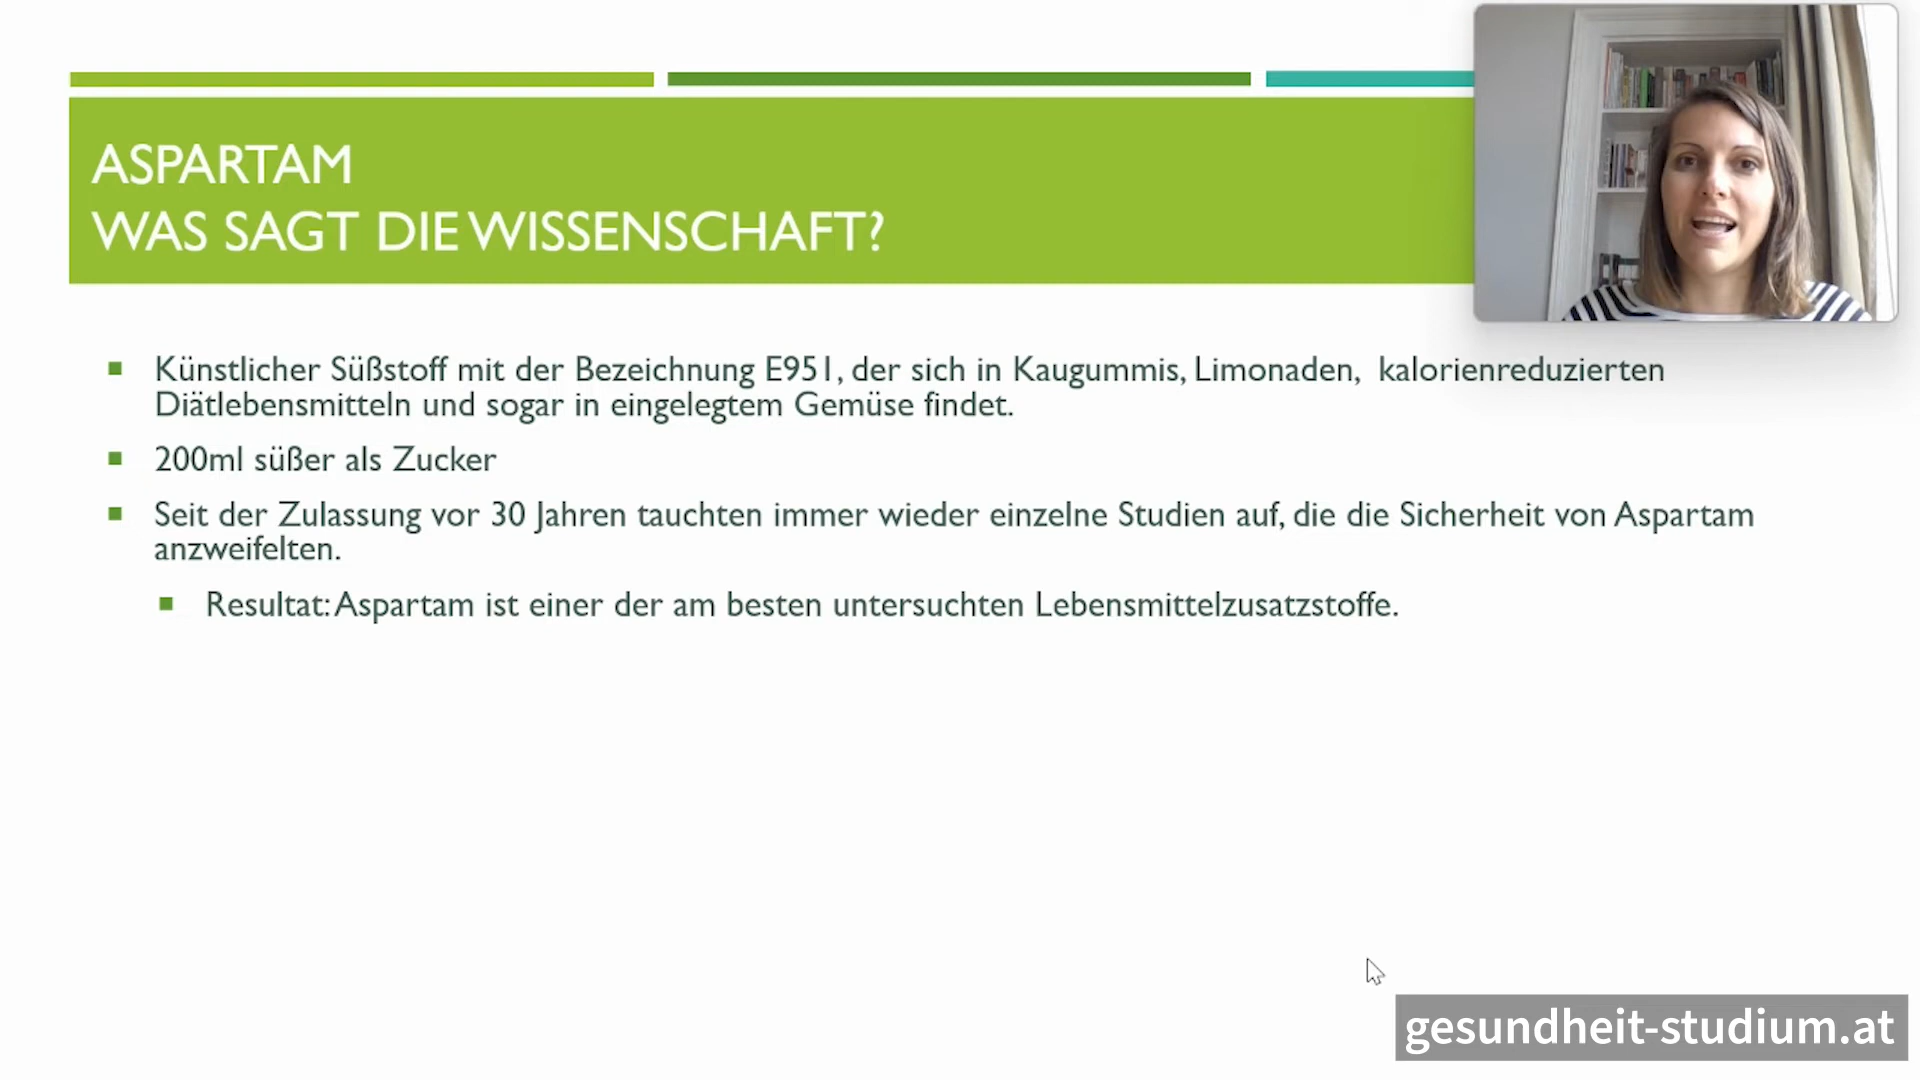 ASPARTAM
WAS SAGT DIE WISSENSCHAFT?
Künstlicher Süßstoff mit der Bezeichnung E951, der sich in Kaugummis, Limonaden, kalorienreduzierten
Diätlebensmitteln und sogar in eingelegtem Gemüse findet.
200ml süßer als Zucker
Seit der Zulassung vor 30 Jahren tauchten immer wieder einzelne Studien auf, die die Sicherheit von Aspartam
anzweifelten.
Resultat: Aspartam ist einer der am besten untersuchten Lebensmittelzusatzstoffe.
gesundheit-studium.at